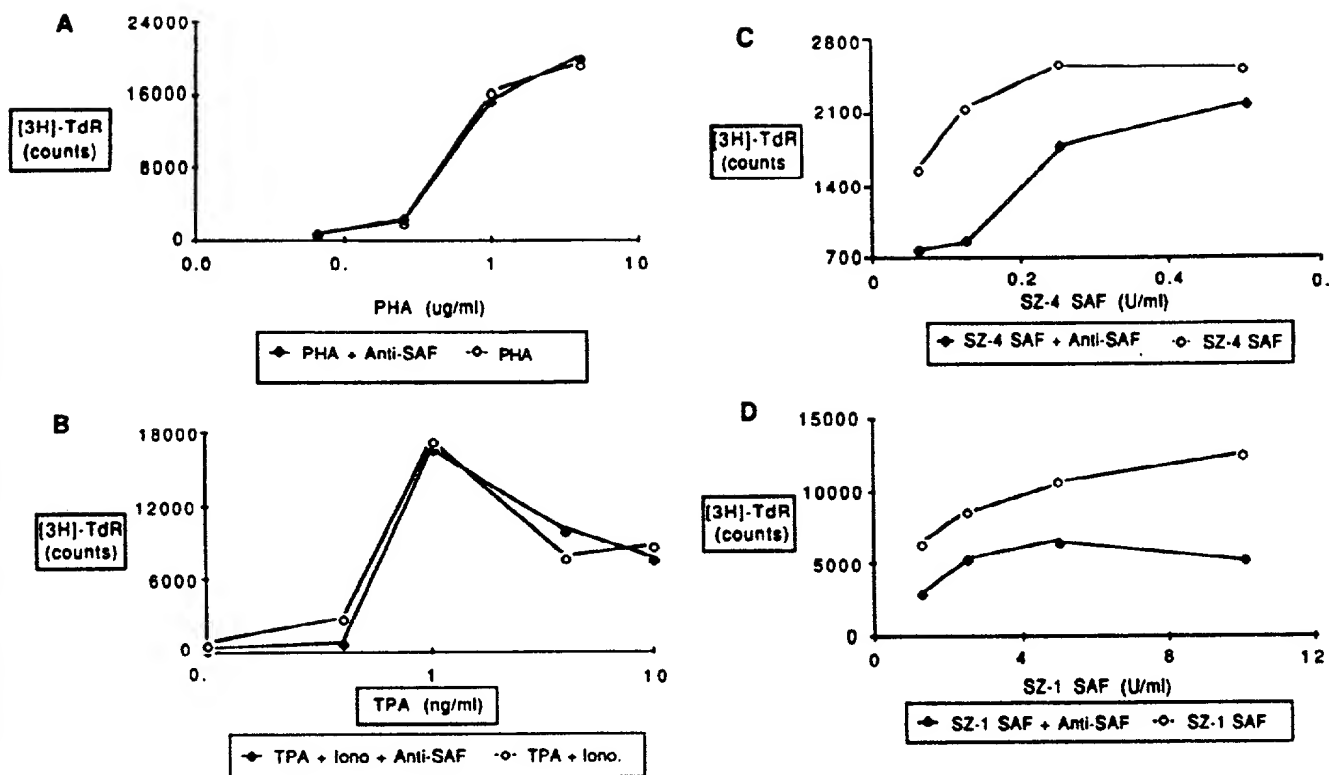 A
24000
16000
8000
0
[3H]-TdR
(counts)
0.0
0.
1
10
PHA (ug/ml)
PHA + Anti-SAF PHA
B
18000
12000
6000
0
[3H]-TdR
(counts)
0.
1
10
TPA (ng/ml)
TPA + Iono + Anti-SAF TPA + Iono.
C
2800
2100
1400
700
[3H]-TdR
(counts
0
0.2
0.4
0.
SZ-4 SAF (U/ml)
SZ-4 SAF + Anti-SAF SZ-4 SAF
D
15000
10000
5000
0
[3H]-TdR
(counts)
0
4
8
12
SZ-1 SAF (U/ml)
SZ-1 SAF + Anti-SAF SZ-1 SAF